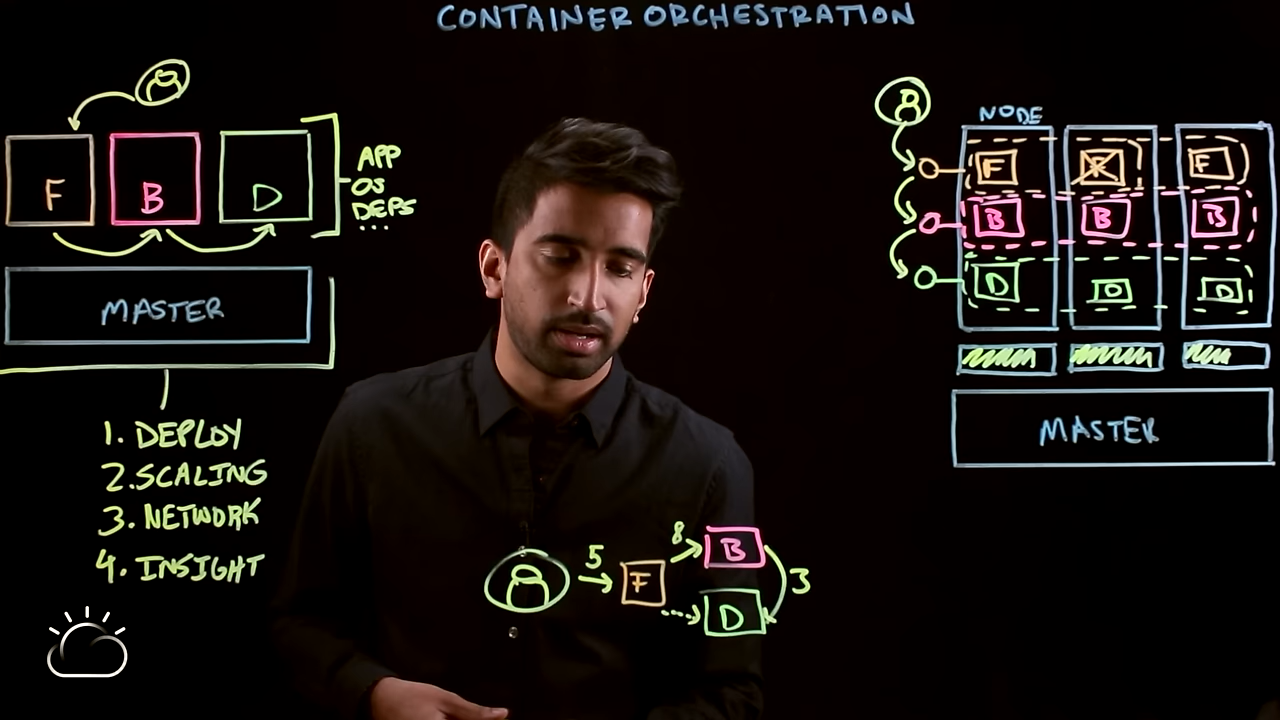 CONTAINER ORCHESTRATION
F B D
APP
OS
DEPS
...
MASTER
1. DEPLOY
2. SCALING
3. NETWORK
4. INSIGHT
5 F 8 B 3
D
NODE
F F F
B B B
D D D
MASTER